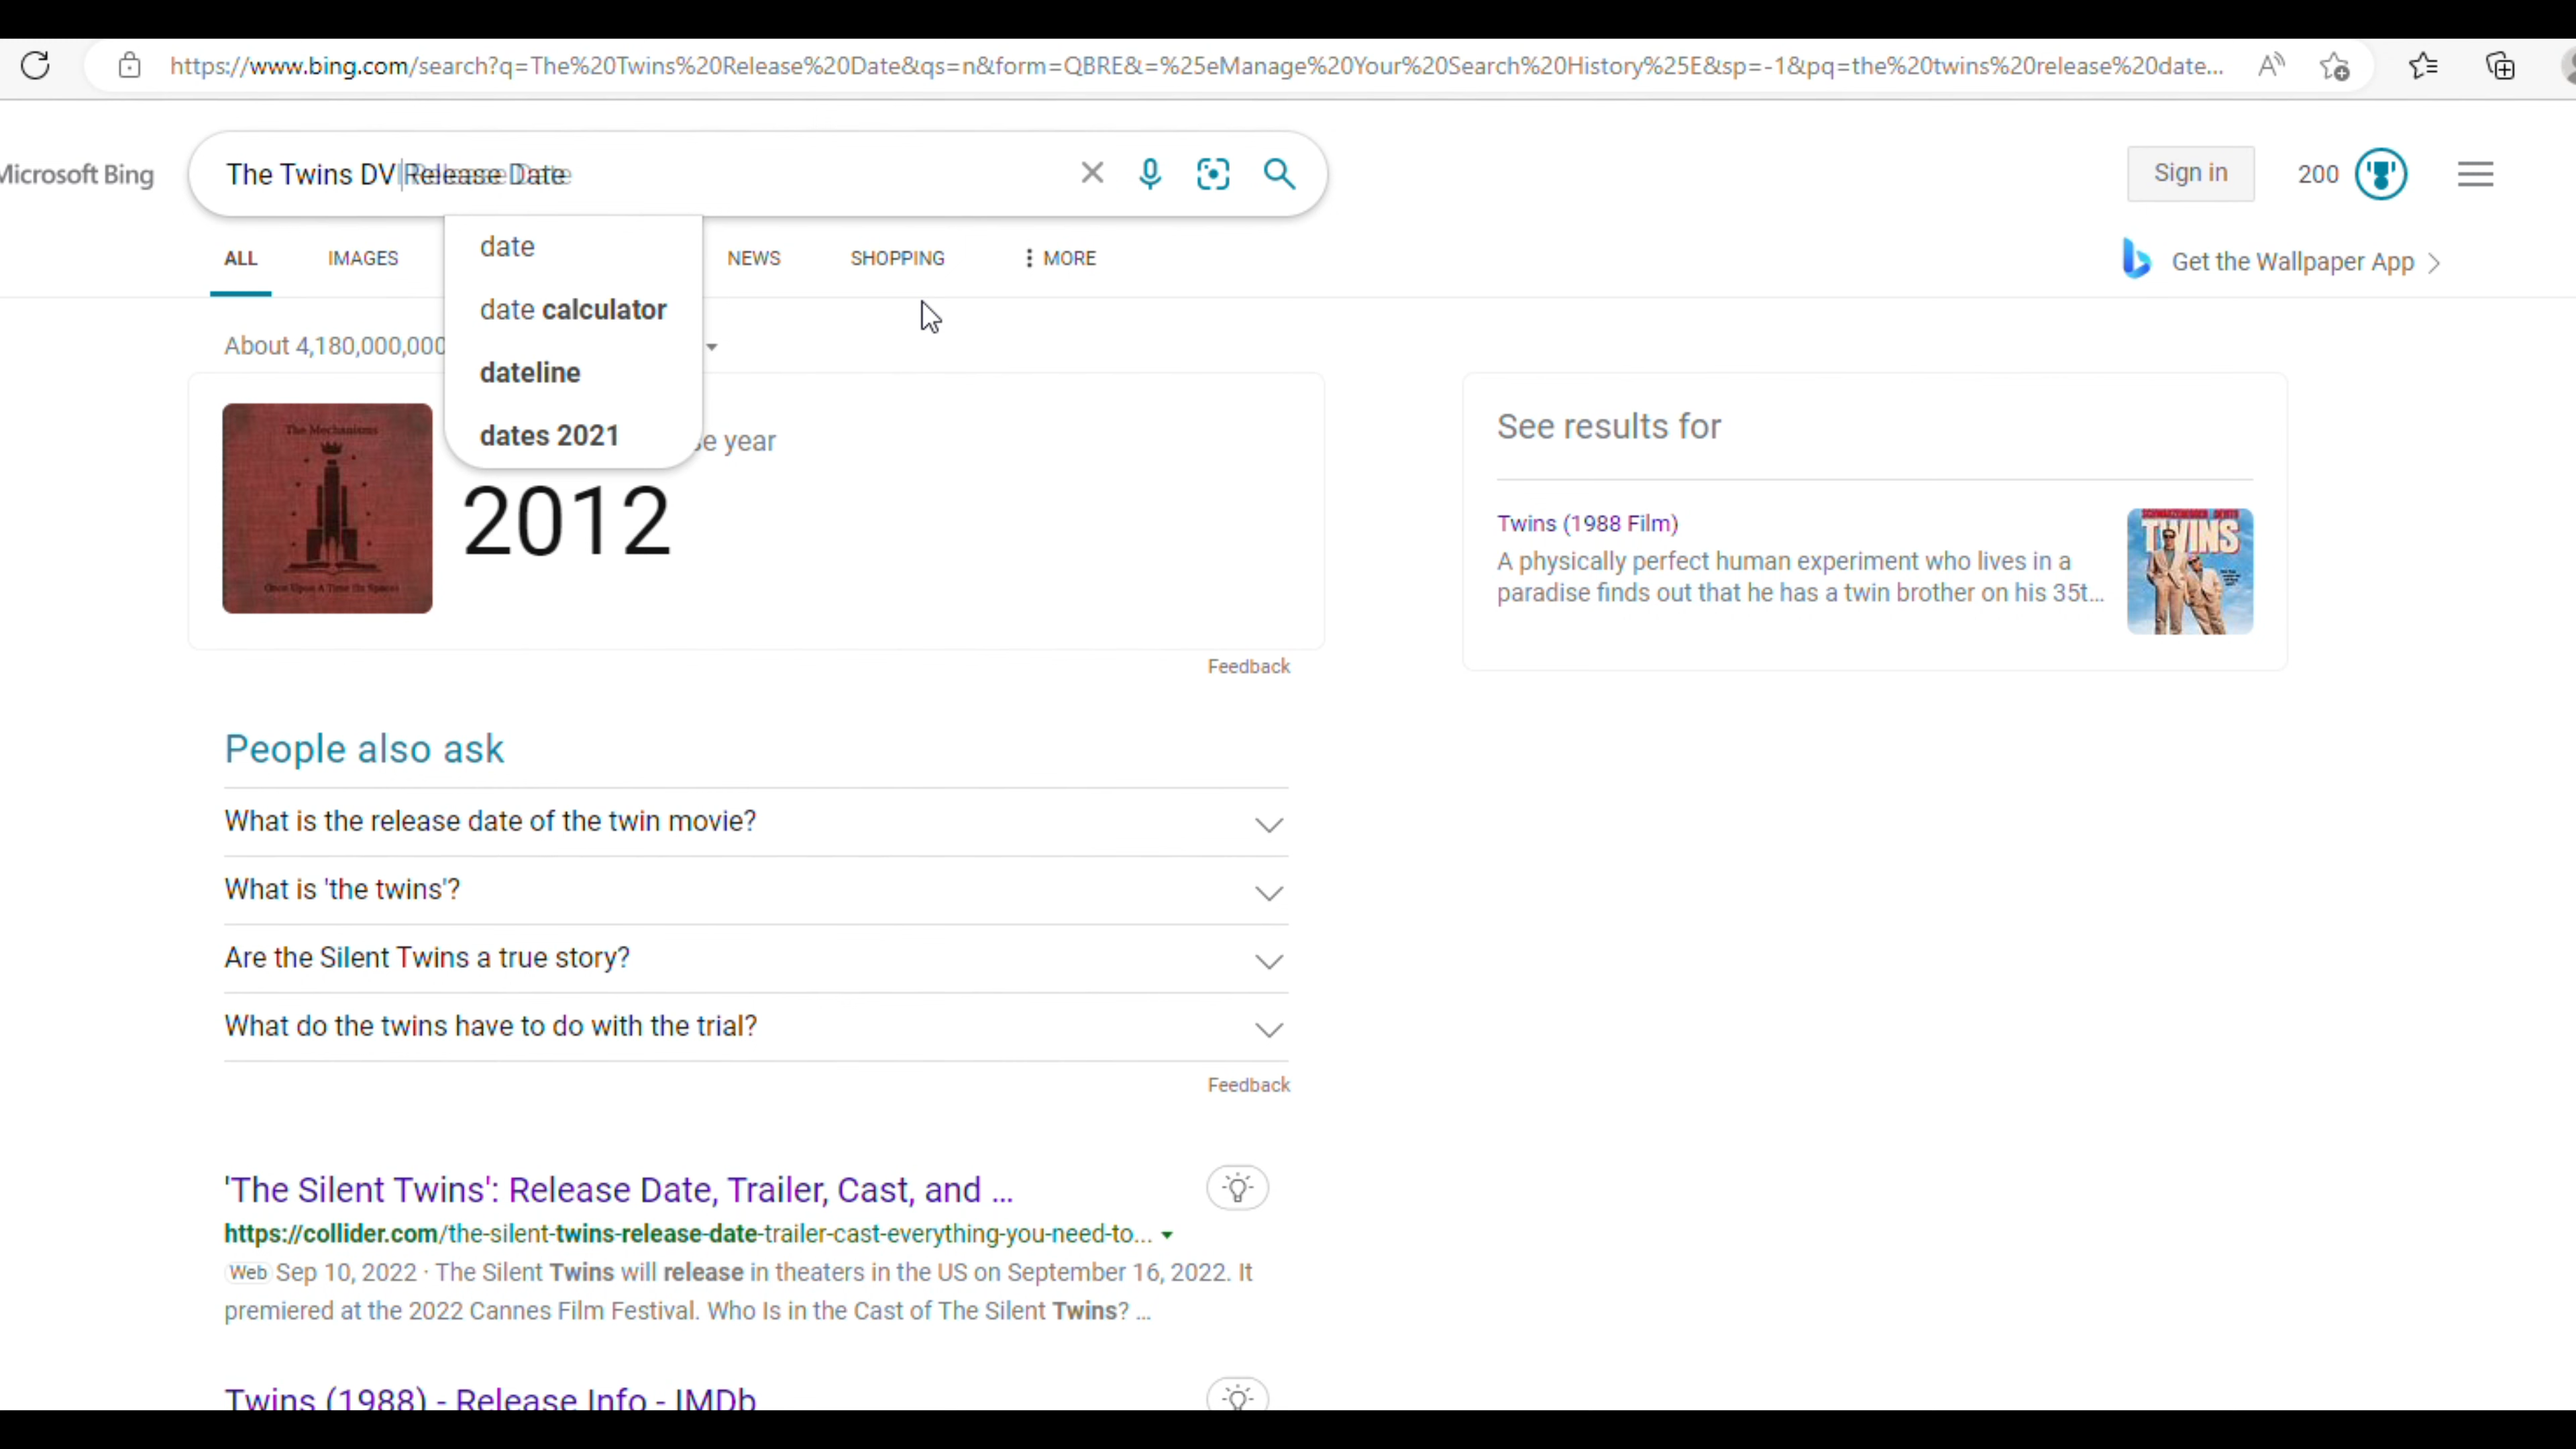 https://www.bing.com/search?q=The%20Twins%20Release%20Date&qs=n&form=QBRE&=%25eManage%20Your%20Search%20History%25E&sp=-1&pq=the%20twins%20release%20date...
Microsoft Bing
The Twins DV Release Date
Sign in
200
ALL
IMAGES
NEWS
SHOPPING
MORE
Get the Wallpaper App
date
date calculator
dateline
dates 2021
About 4,180,000,000
The Mechanisms
Once Upon A Time (In Space)
se year
2012
Feedback
See results for
Twins (1988 Film)
A physically perfect human experiment who lives in a
paradise finds out that he has a twin brother on his 35t...
TWINS
People also ask
What is the release date of the twin movie?
What is 'the twins'?
Are the Silent Twins a true story?
What do the twins have to do with the trial?
Feedback
'The Silent Twins': Release Date, Trailer, Cast, and ...
https://collider.com/the-silent-twins-release-date-trailer-cast-everything-you-need-to...
Web Sep 10, 2022 · The Silent Twins will release in theaters in the US on September 16, 2022. It
premiered at the 2022 Cannes Film Festival. Who Is in the Cast of The Silent Twins? ...
Twins (1988) - Release Info - IMDb